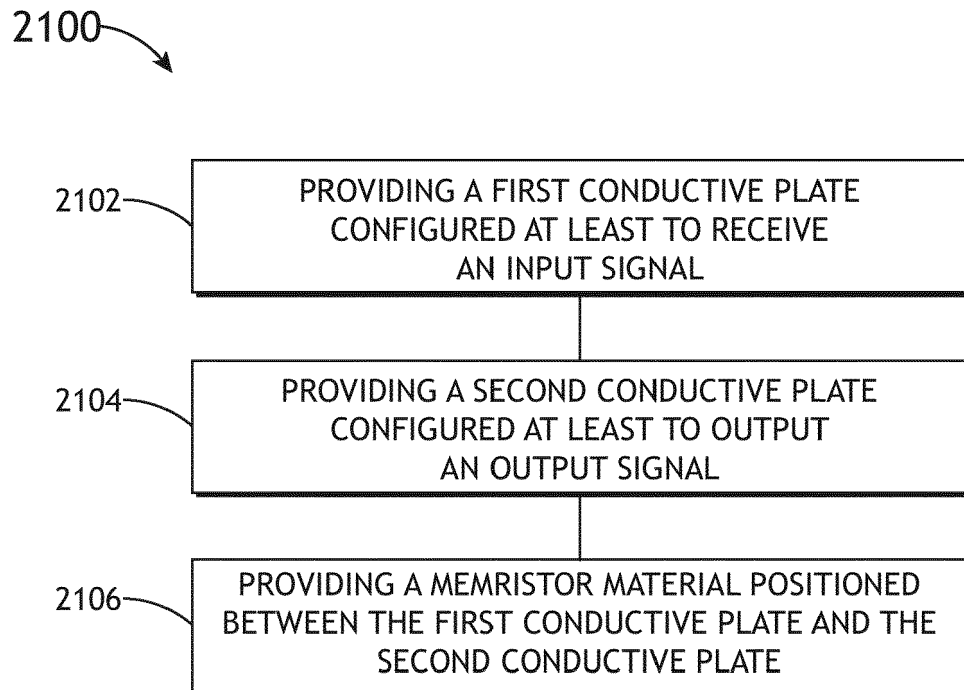 2100
2102
PROVIDING A FIRST CONDUCTIVE PLATE
CONFIGURED AT LEAST TO RECEIVE
AN INPUT SIGNAL
2104
PROVIDING A SECOND CONDUCTIVE PLATE
CONFIGURED AT LEAST TO OUTPUT
AN OUTPUT SIGNAL
2106
PROVIDING A MEMRISTOR MATERIAL POSITIONED
BETWEEN THE FIRST CONDUCTIVE PLATE AND THE
SECOND CONDUCTIVE PLATE